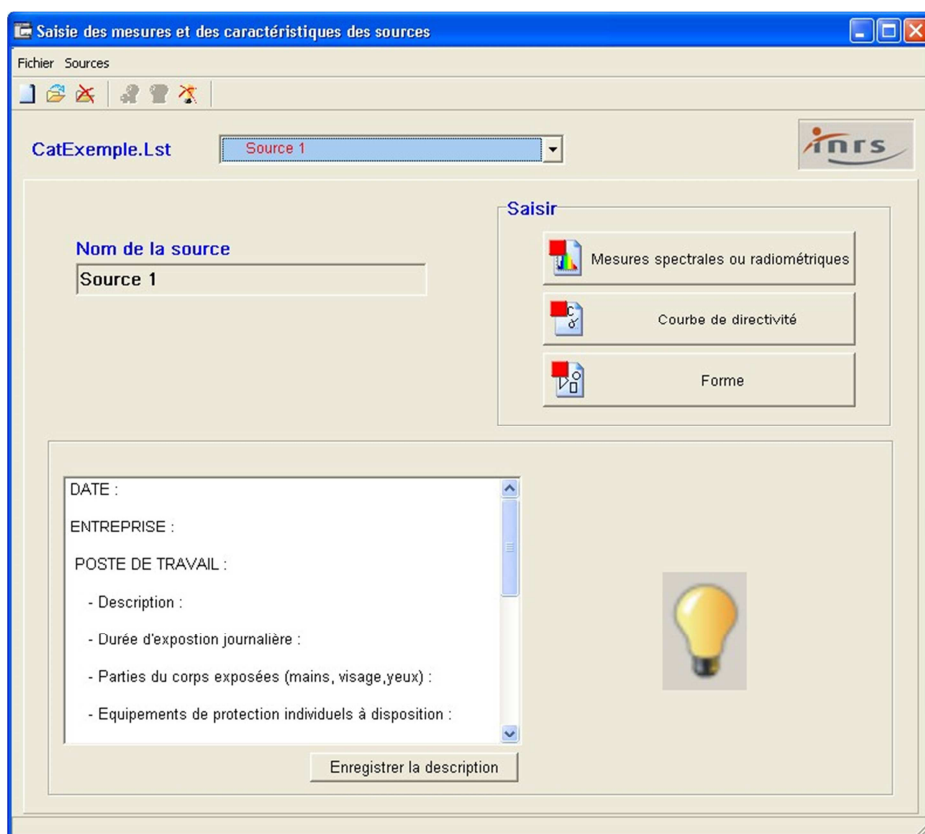 Saisie des mesures et des caractéristiques des sources
Fichier Sources
CatExemple.Lst
Source 1
inrs
Saisir
Nom de la source
Source 1
Mesures spectrales ou radiométriques
Courbe de directivité
Forme
DATE :
ENTREPRISE :
POSTE DE TRAVAIL :
- Description :
- Durée d'expostion journalière :
- Parties du corps exposées (mains, visage,yeux) :
- Equipements de protection individuels à disposition :
Enregistrer la description